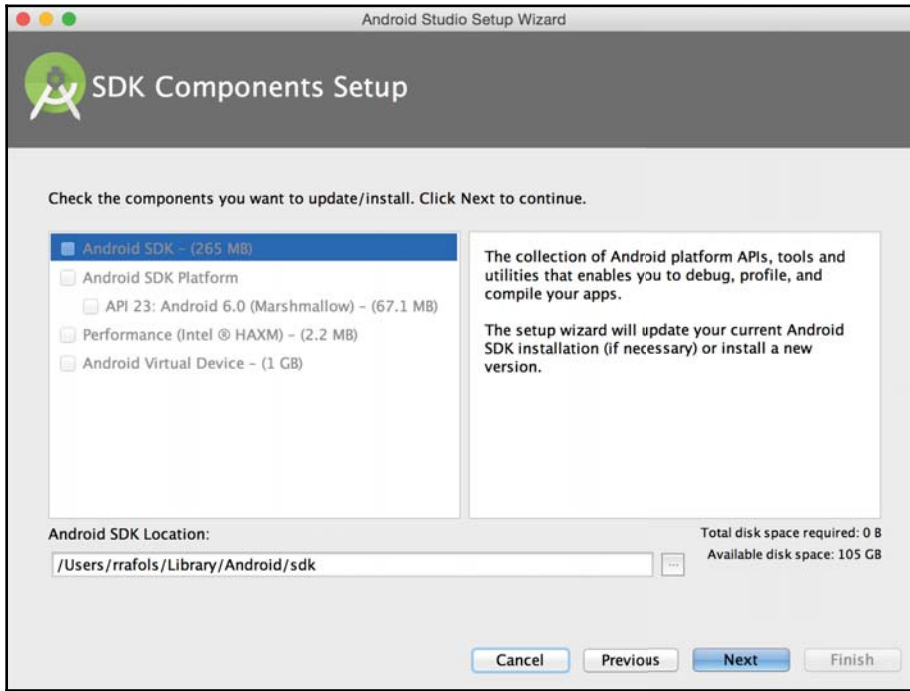 Android Studio Setup Wizard
SDK Components Setup
Check the components you want to update/install. Click Next to continue.
Android SDK – (265 MB)
Android SDK Platform
API 23: Android 6.0 (Marshmallow) – (67.1 MB)
Performance (Intel ® HAXM) – (2.2 MB)
Android Virtual Device – (1 GB)
The collection of Android platform APIs, tools and
utilities that enables you to debug, profile, and
compile your apps.
The setup wizard will update your current Android
SDK installation (if necessary) or install a new
version.
Android SDK Location:
/Users/rrafols/Library/Android/sdk
...
Total disk space required: 0 B
Available disk space: 105 GB
Cancel
Previous
Next
Finish